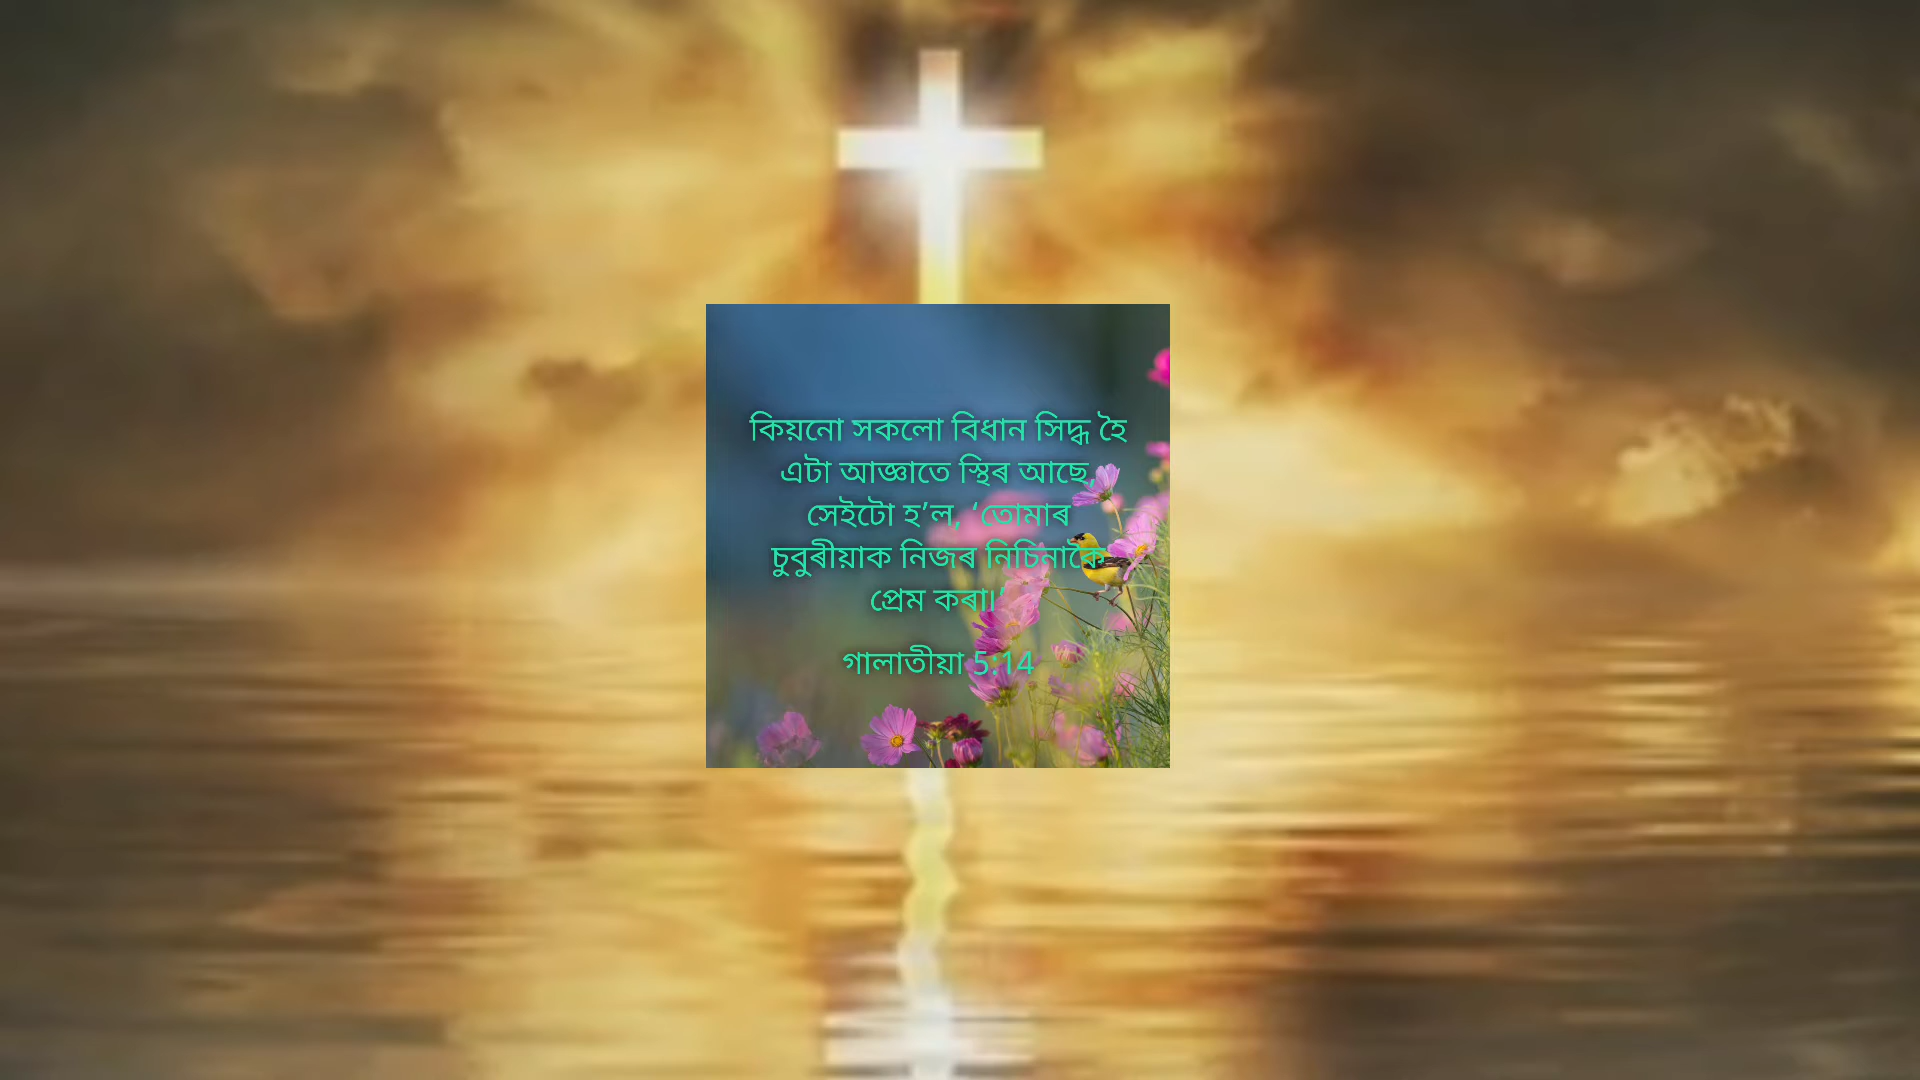 কিয়নো সকলো বিধান সিদ্ধ হৈ
এটা আজ্ঞাতে স্থিৰ আছে,
সেইটো হ’ল, ‘তোমাৰ
চুবুৰীয়াক নিজৰ নিচিনাকৈ
প্ৰেম কৰা।’
গালাতীয়া 5:14